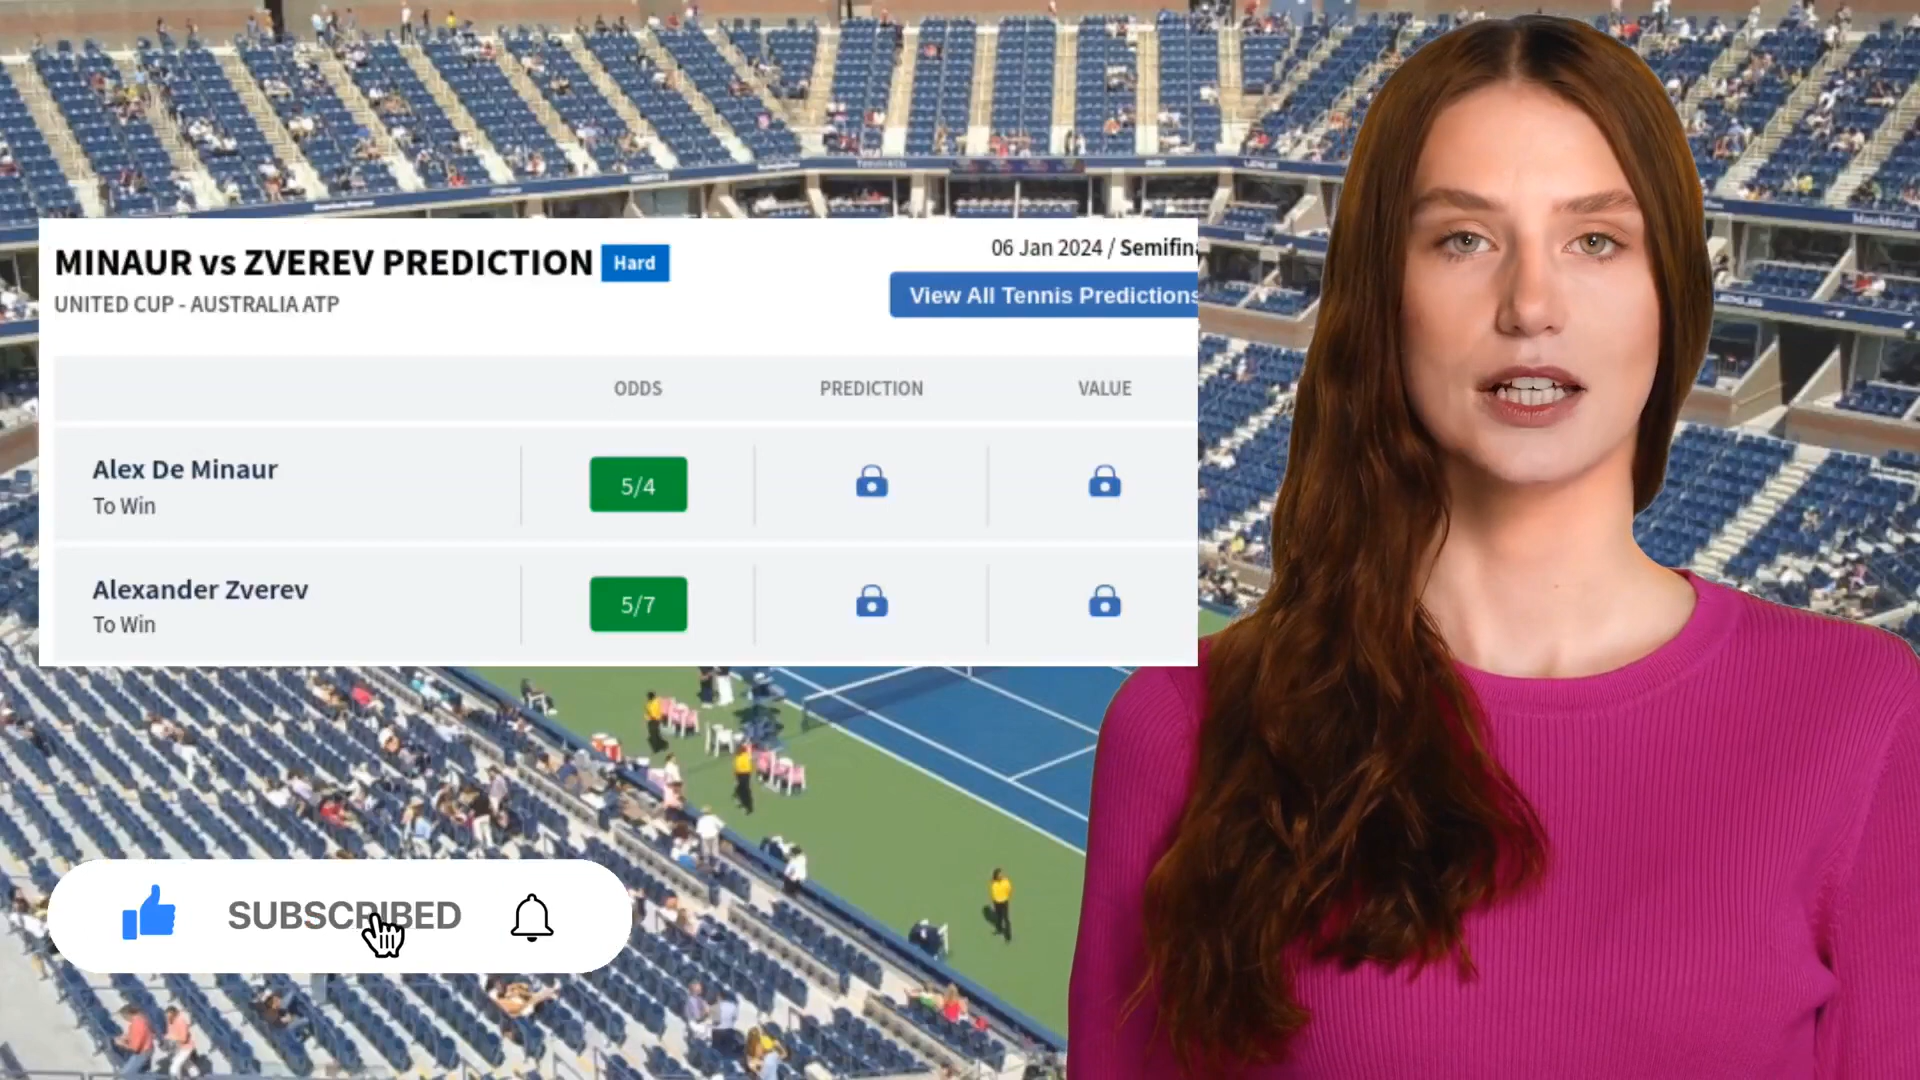 MINAUR vs ZVEREV PREDICTION Hard
UNITED CUP - AUSTRALIA ATP
06 Jan 2024 / Semifina
View All Tennis Predictions
ODDS PREDICTION VALUE
Alex De Minaur
To Win
5/4
Alexander Zverev
To Win
5/7
SUBSCRIBED